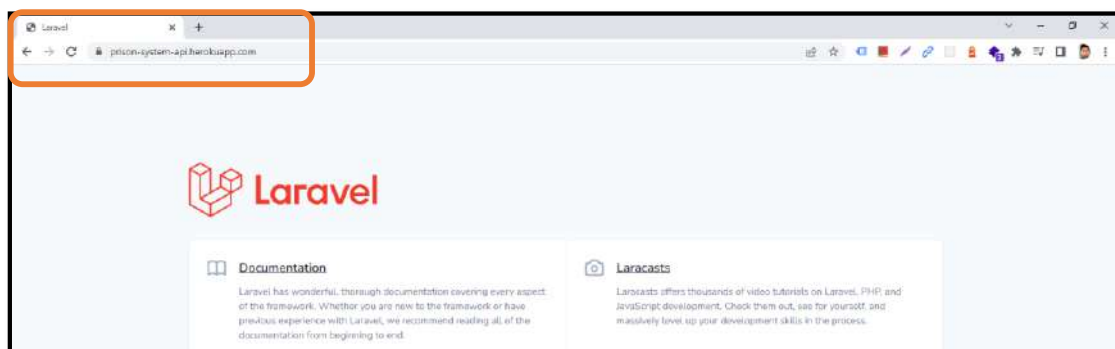 Laravel
prison-system-api.herokuapp.com
Laravel
Documentation
Laravel has wonderful, thorough documentation covering every aspect
of the framework. Whether you are new to the framework or have
previous experience with Laravel, we recommend reading all of the
documentation from beginning to end.
Laracasts
Laracasts offers thousands of video tutorials on Laravel, PHP, and
JavaScript development. Check them out, see for yourself, and
massively level up your development skills in the process.